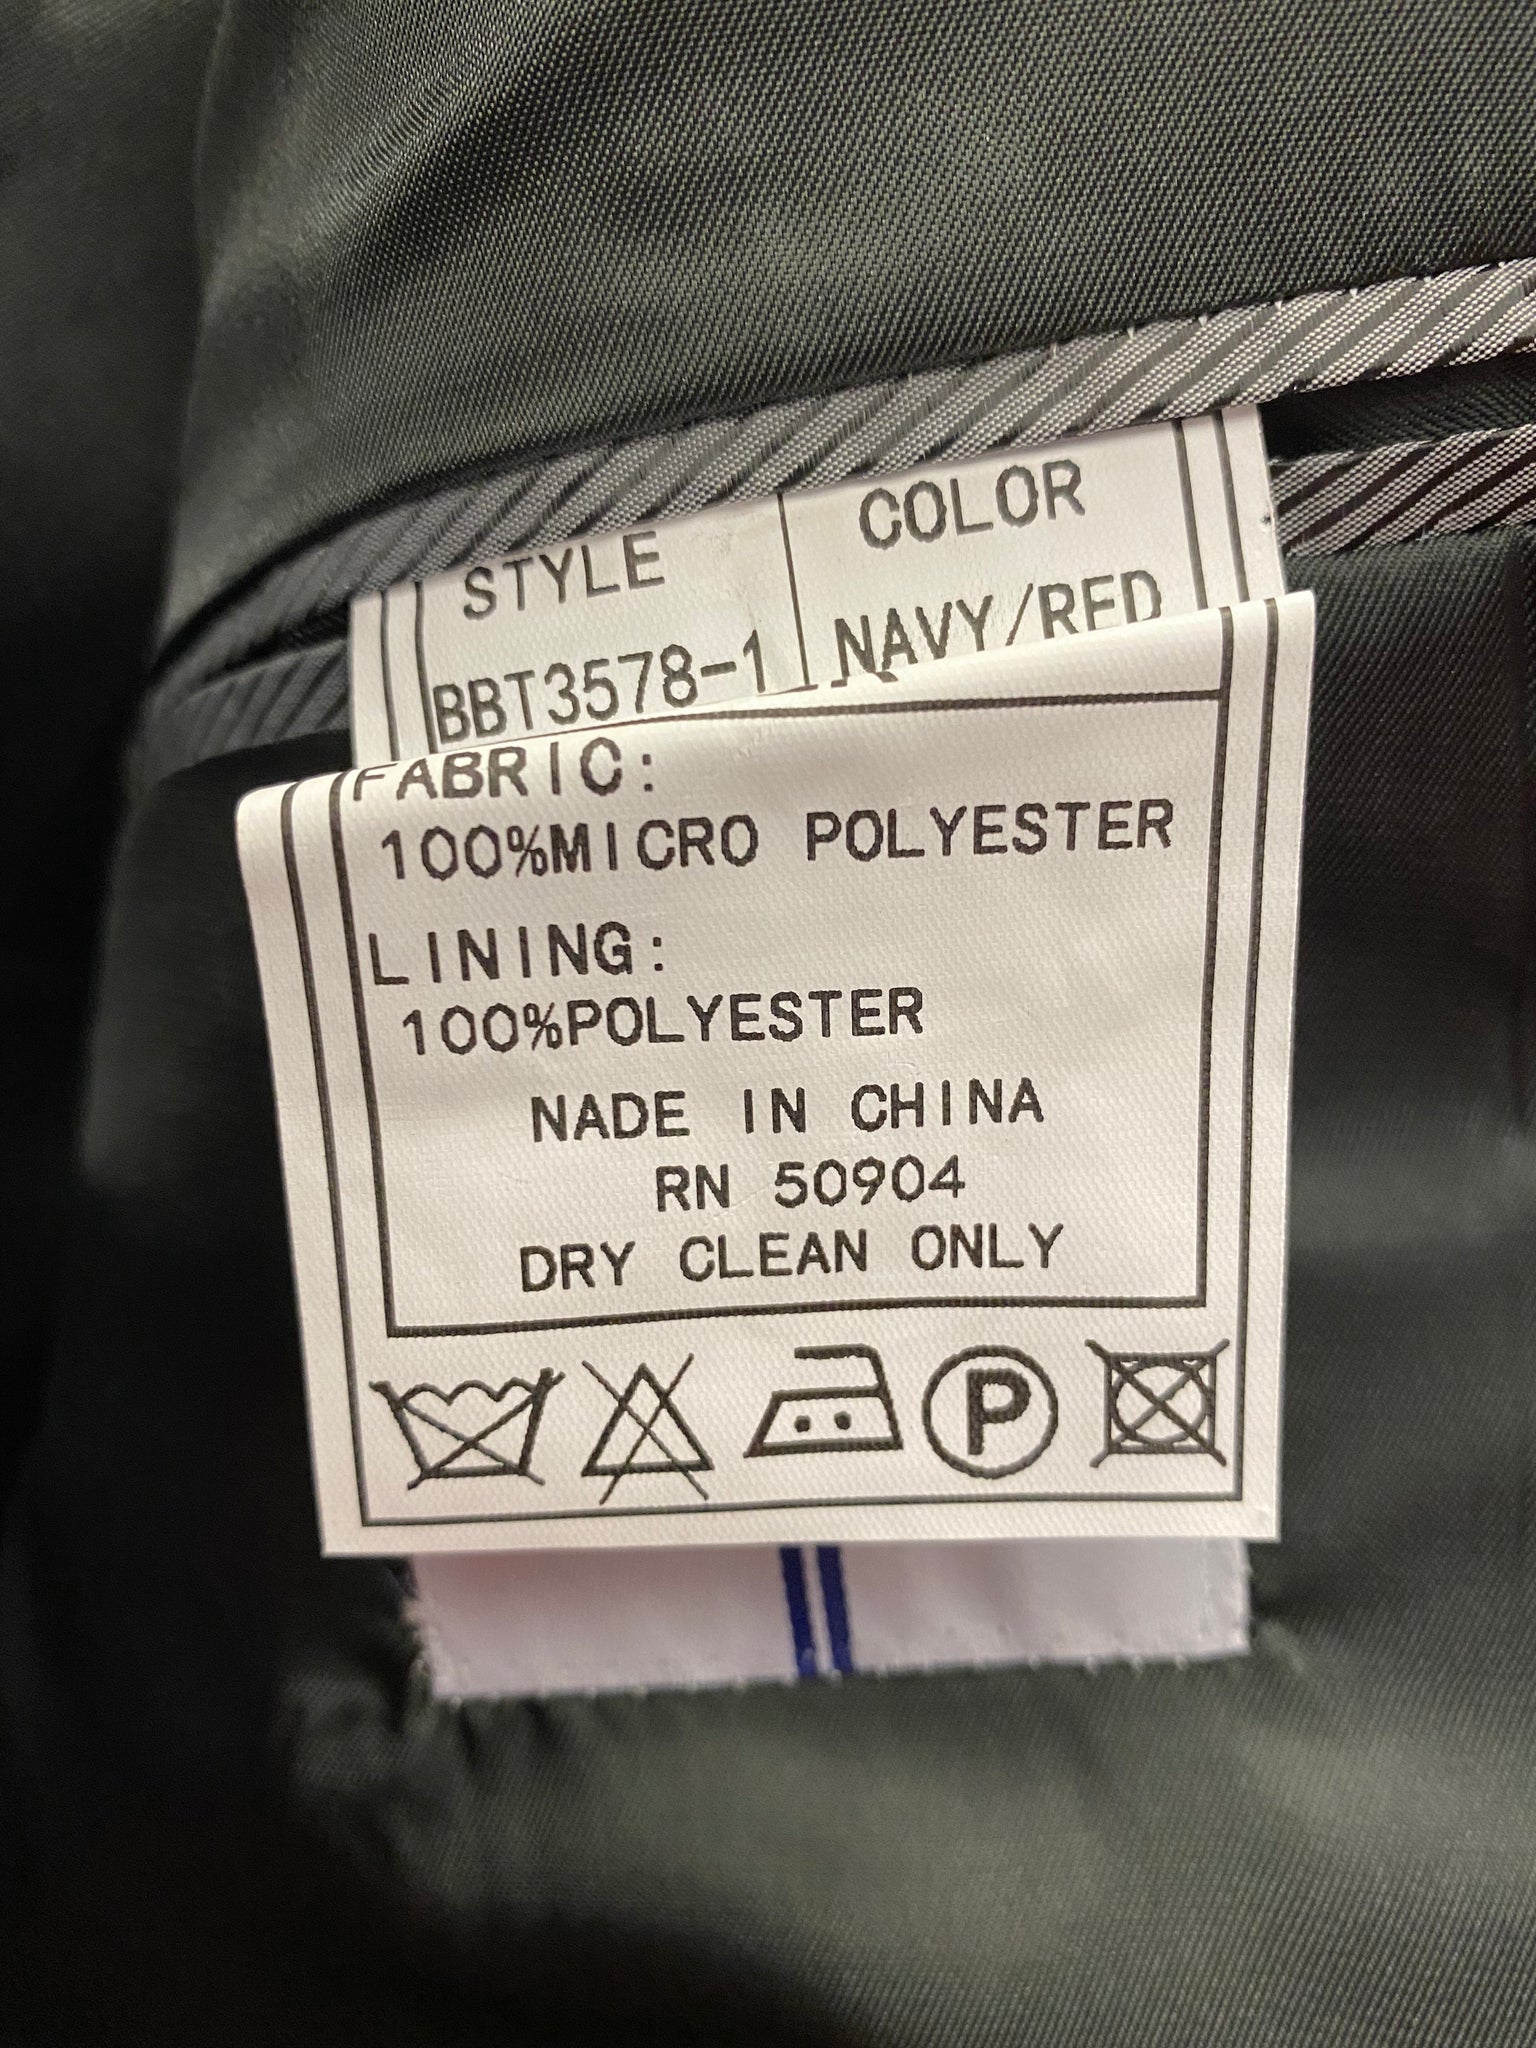 STYLE COLOR
BBT3578-1 NAVY/RED
FABRIC:
100%MICRO POLYESTER
LINING:
100%POLYESTER
NADE IN CHINA
RN 50904
DRY CLEAN ONLY
P